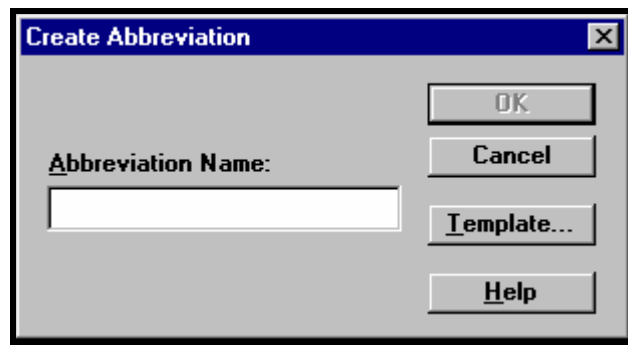 Create Abbreviation
OK
Abbreviation Name:
Cancel
Template...
Help